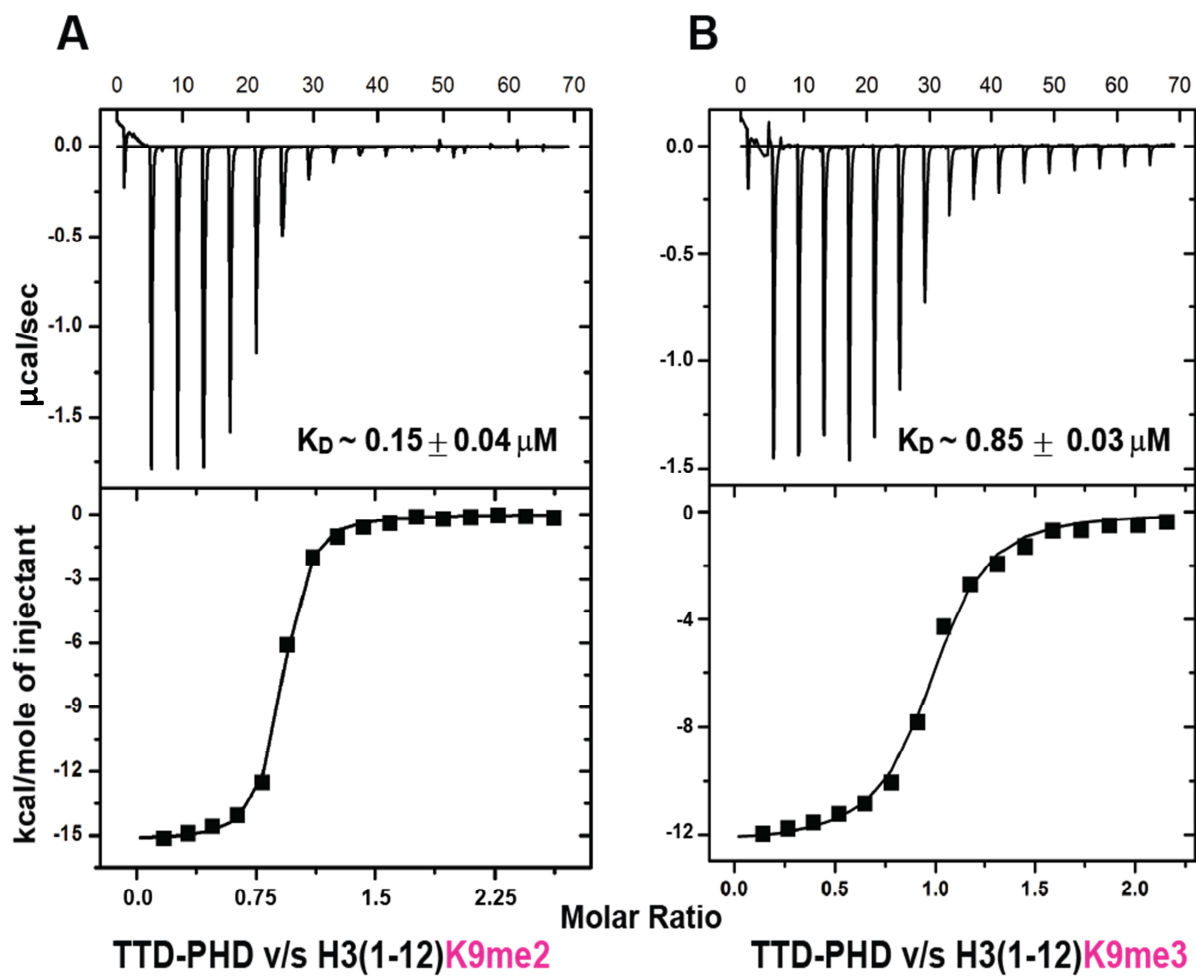 A
B
0 10 20 30 40 50 60 70
0 10 20 30 40 50 60 70
0.0
-0.5
-1.0
-1.5
0.0
-0.5
-1.0
-1.5
µcal/sec
KD ~ 0.15 ± 0.04 µM
KD ~ 0.85 ± 0.03 µM
0
-3
-6
-9
-12
-15
0
-4
-8
-12
kcal/mole of injectant
0.0 0.75 1.5 2.25
0.0 0.5 1.0 1.5 2.0
Molar Ratio
TTD-PHD v/s H3(1-12)K9me2
TTD-PHD v/s H3(1-12)K9me3